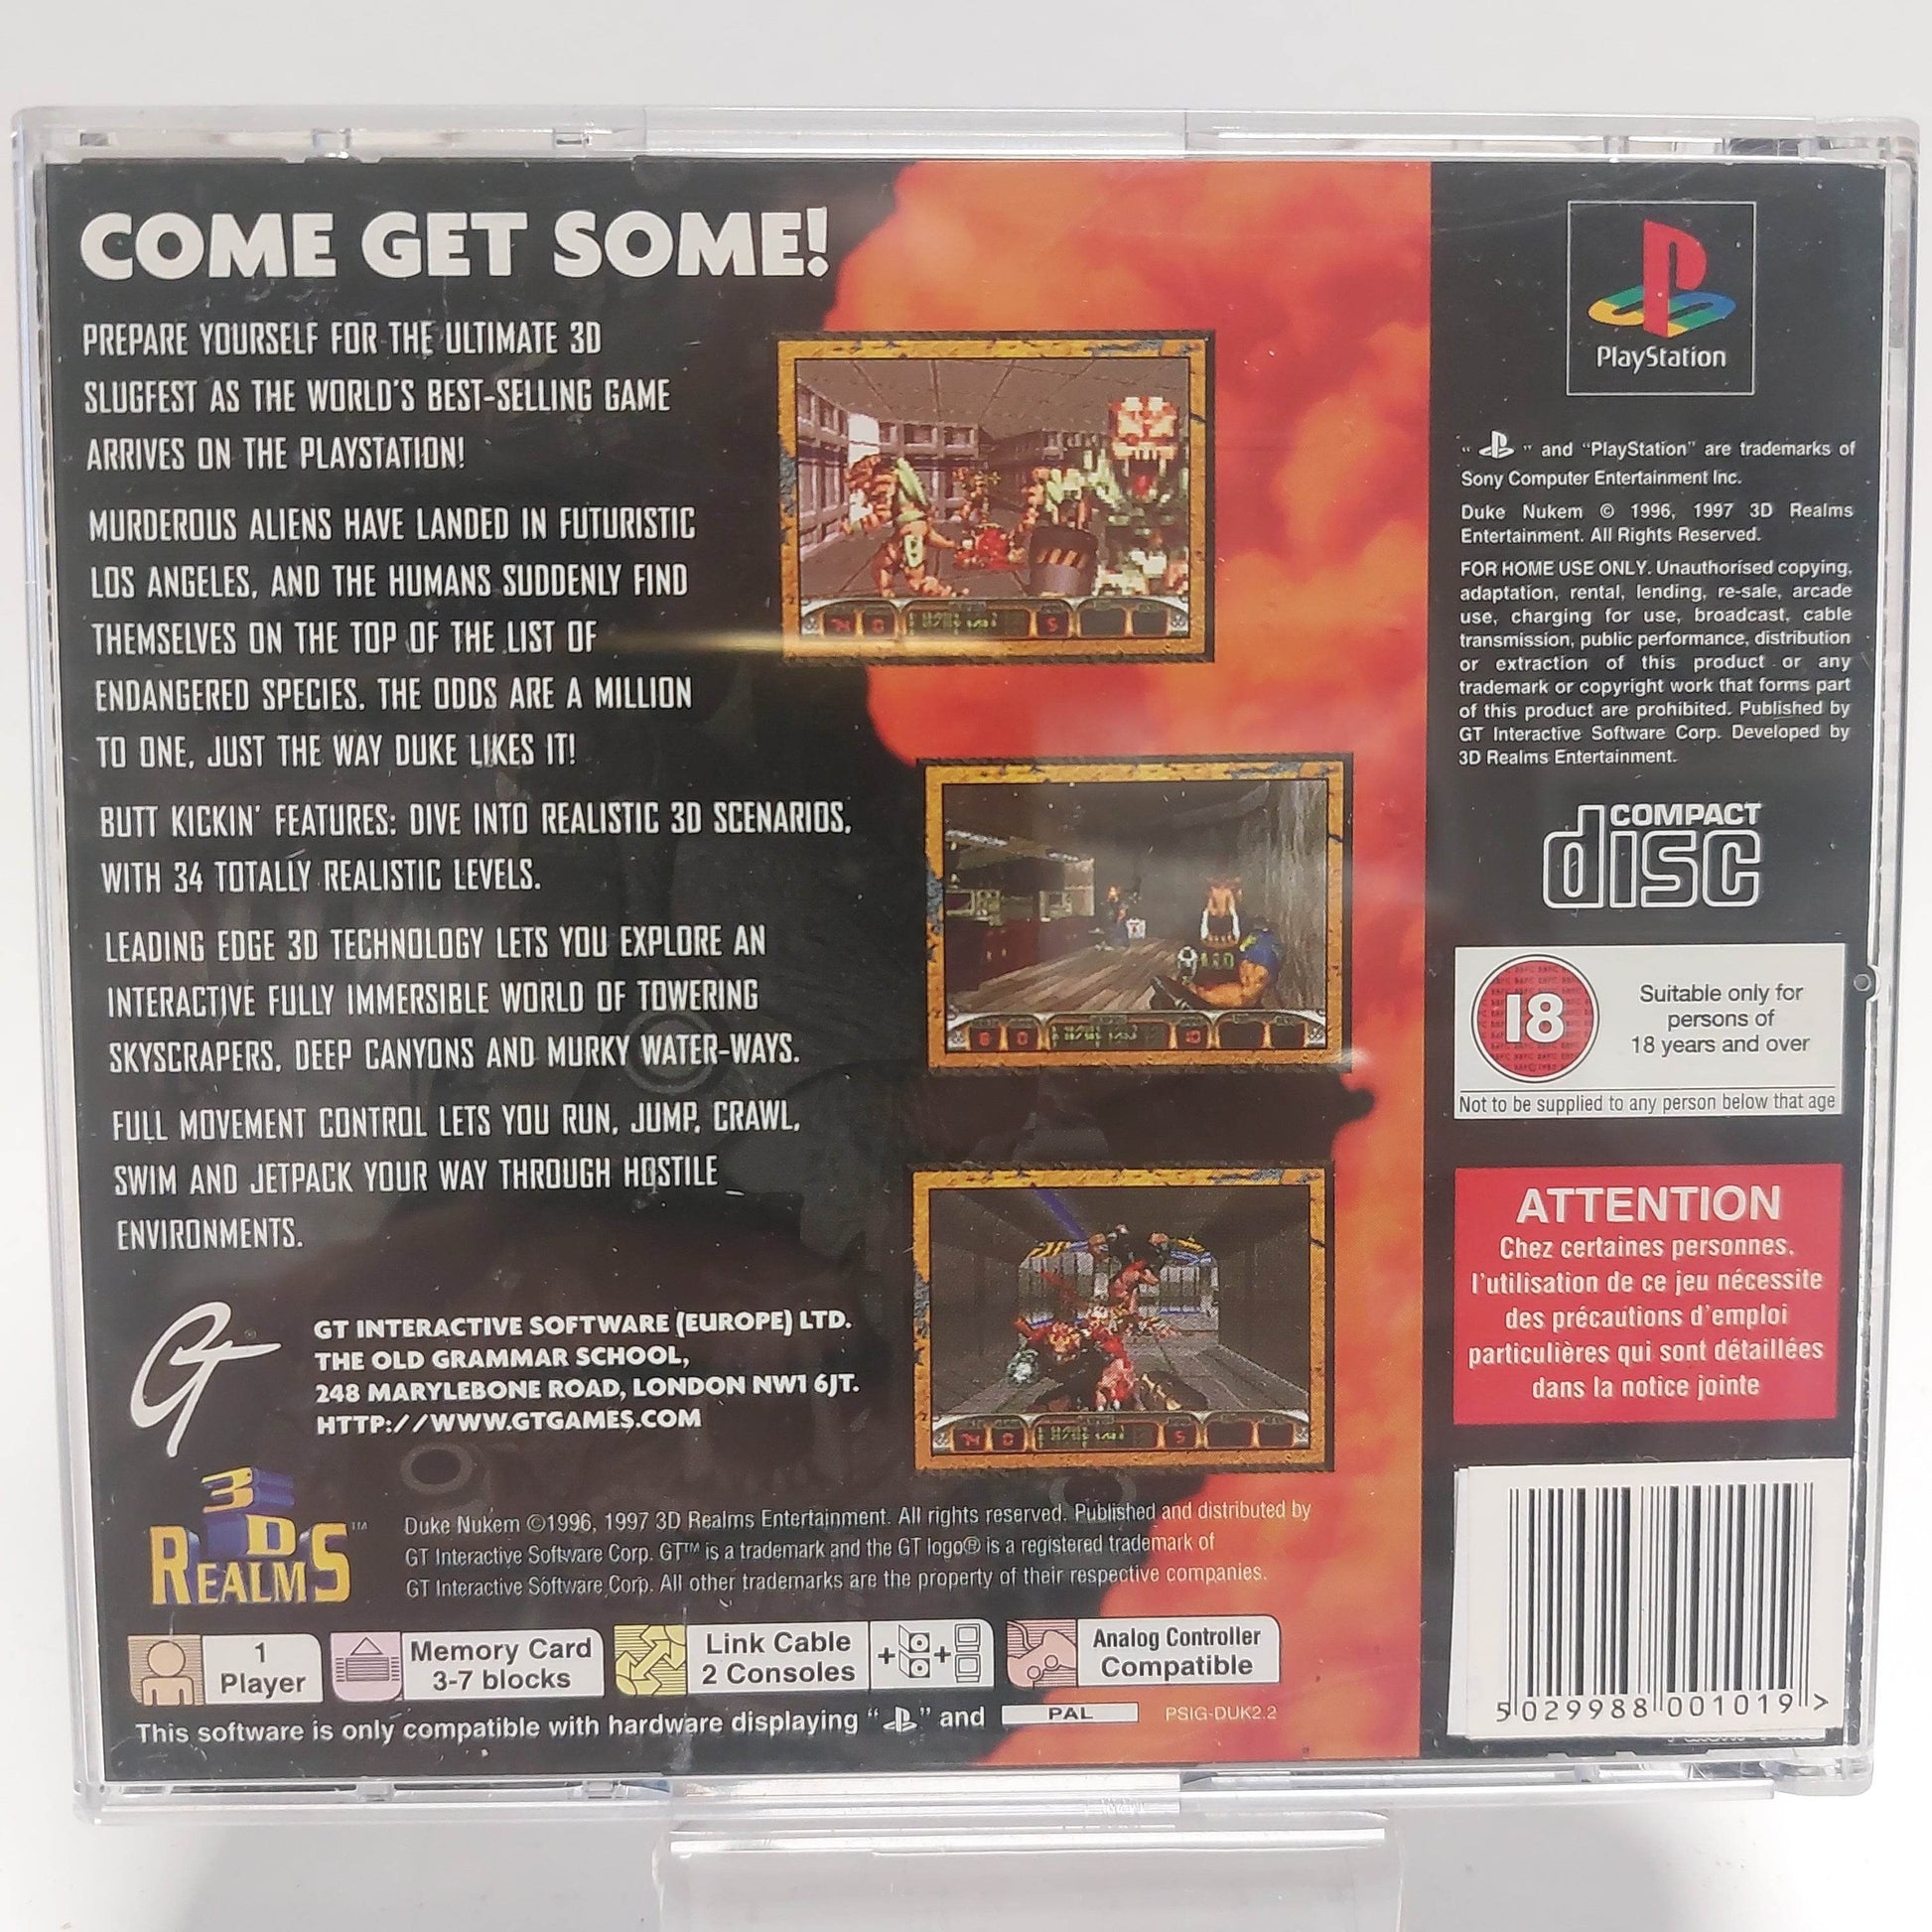 COME GET SOME!
PREPARE YOURSELF FOR THE ULTIMATE 3D
SLUGFEST AS THE WORLD'S BEST-SELLING GAME
ARRIVES ON THE PLAYSTATION!
MURDEROUS ALIENS HAVE LANDED IN FUTURISTIC
LOS ANGELES, AND THE HUMANS SUDDENLY FIND
THEMSELVES ON THE TOP OF THE LIST OF
ENDANGERED SPECIES. THE ODDS ARE A MILLION
TO ONE, JUST THE WAY DUKE LIKES IT!
BUTT KICKIN' FEATURES: DIVE INTO REALISTIC 3D SCENARIOS,
WITH 34 TOTALLY REALISTIC LEVELS.
LEADING EDGE 3D TECHNOLOGY LETS YOU EXPLORE AN
INTERACTIVE FULLY IMMERSIBLE WORLD OF TOWERING
SKYSCRAPERS, DEEP CANYONS AND MURKY WATER-WAYS.
FULL MOVEMENT CONTROL LETS YOU RUN, JUMP, CRAWL,
SWIM AND JETPACK YOUR WAY THROUGH HOSTILE
ENVIRONMENTS.
GT
GT INTERACTIVE SOFTWARE (EUROPE) LTD.
THE OLD GRAMMAR SCHOOL,
248 MARYLEBONE ROAD, LONDON NW1 6JT.
HTTP://WWW.GTGAMES.COM
3D REALMS™
Duke Nukem ©1996, 1997 3D Realms Entertainment. All rights reserved. Published and distributed by
GT Interactive Software Corp. GT™ is a trademark and the GT logo® is a registered trademark of
GT Interactive Software Corp. All other trademarks are the property of their respective companies.
1
Player
Memory Card
3-7 blocks
Link Cable
2 Consoles
Analog Controller
Compatible
This software is only compatible with hardware displaying " " and PAL PSIG-DUK2.2
PlayStation
" " and "PlayStation" are trademarks of
Sony Computer Entertainment Inc.
Duke Nukem © 1996, 1997 3D Realms
Entertainment. All Rights Reserved.
FOR HOME USE ONLY. Unauthorised copying,
adaptation, rental, lending, re-sale, arcade
use, charging for use, broadcast, cable
transmission, public performance, distribution
or extraction of this product or any
trademark or copyright work that forms part
of this product are prohibited. Published by
GT Interactive Software Corp. Developed by
3D Realms Entertainment.
COMPACT
disc
18
Suitable only for
persons of
18 years and over
Not to be supplied to any person below that age
ATTENTION
Chez certaines personnes,
l'utilisation de ce jeu nécessite
des précautions d'emploi
particulières qui sont détaillées
dans la notice jointe
5 029988 001019 >